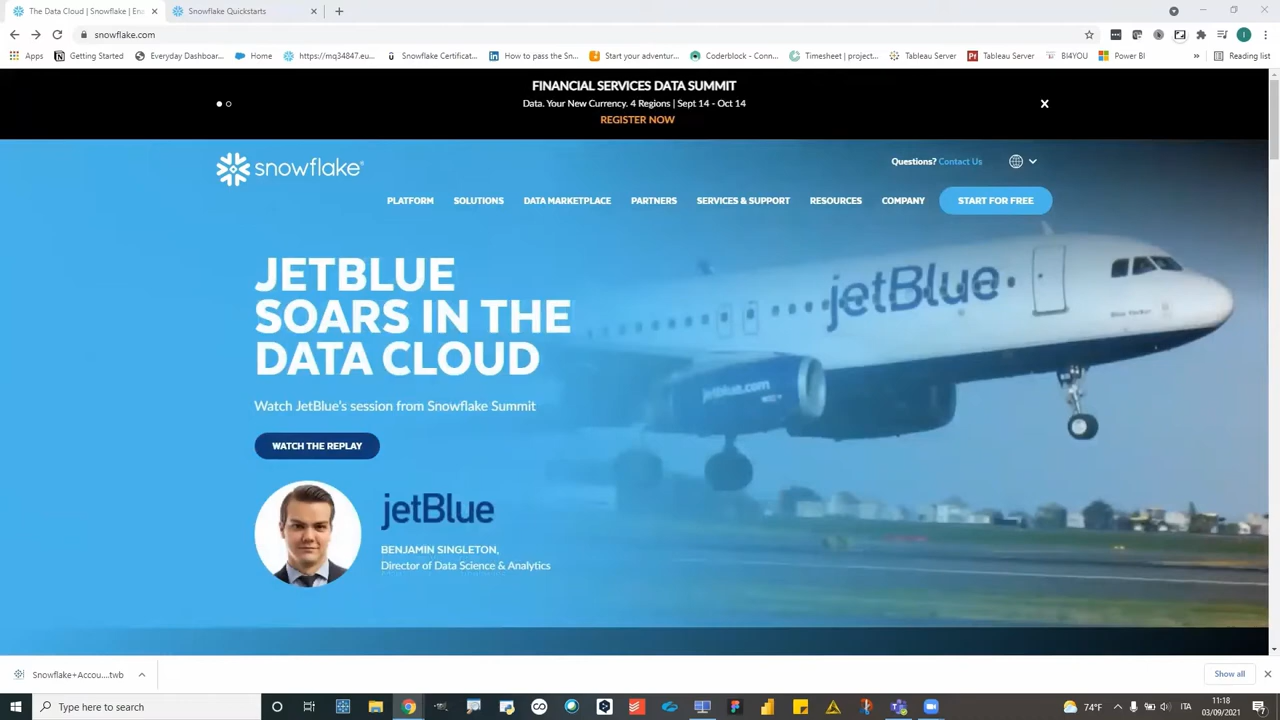 The Data Cloud | Snowflake | En
Snowflake Quickstarts
snowflake.com
Apps
Getting Started
Everyday Dashboar...
Home
https://mq34847.eu...
Snowflake Certificat...
How to pass the Sn...
Start your adventur...
Coderblock - Conn...
Timesheet | project...
Tableau Server
Tableau Server
BI4YOU
Power BI
»
Reading list
FINANCIAL SERVICES DATA SUMMIT
Data. Your New Currency. 4 Regions | Sept 14 - Oct 14
REGISTER NOW
snowflake
Questions? Contact Us
PLATFORM
SOLUTIONS
DATA MARKETPLACE
PARTNERS
SERVICES & SUPPORT
RESOURCES
COMPANY
START FOR FREE
JETBLUE
SOARS IN THE
DATA CLOUD
jetBlue
jetblue.com
Watch JetBlue's session from Snowflake Summit
WATCH THE REPLAY
jetBlue
BENJAMIN SINGLETON,
Director of Data Science & Analytics
Snowflake+Accou....twb
Show all
Type here to search
74°F
ITA
11:18
03/09/2021